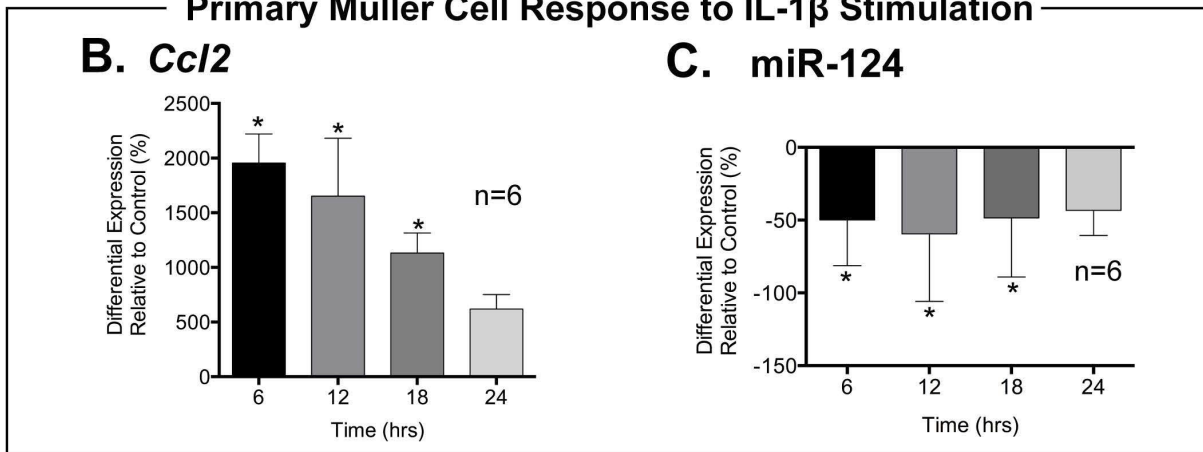 Primary Muller Cell Response to IL-1β Stimulation
B. Ccl2
Differential Expression
Relative to Control (%)
2500
2000
1500
1000
500
0
*
*
*
n=6
6 12 18 24
Time (hrs)
C. miR-124
Differential Expression
Relative to Control (%)
0
-50
-100
-150
*
*
*
n=6
6 12 18 24
Time (hrs)